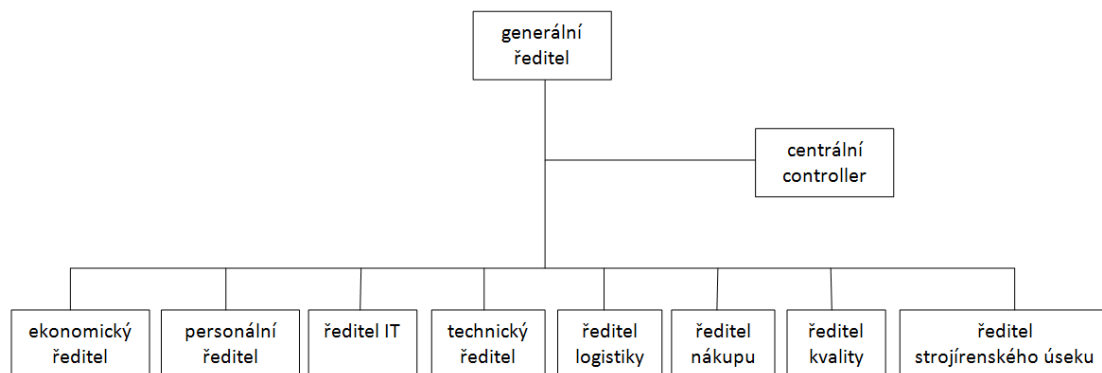 generální
ředitel
centrální
controller
ekonomický
ředitel
personální
ředitel
ředitel IT
technický
ředitel
ředitel
logistiky
ředitel
nákupu
ředitel
kvality
ředitel
strojírenského úseku